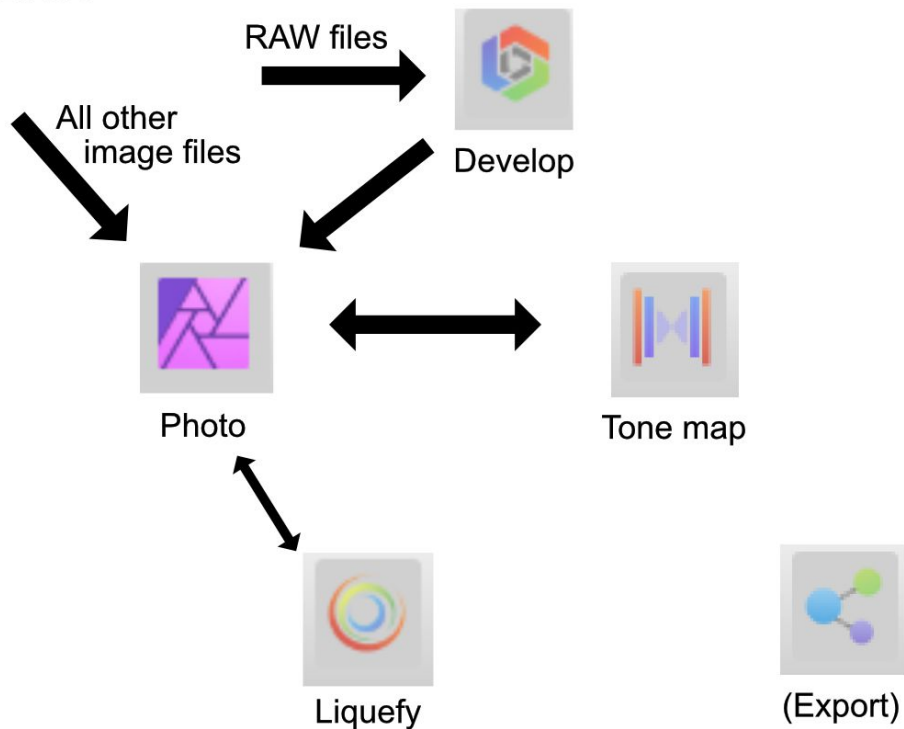 RAW files
All other
image files
Develop
Photo
Tone map
Liquefy
(Export)